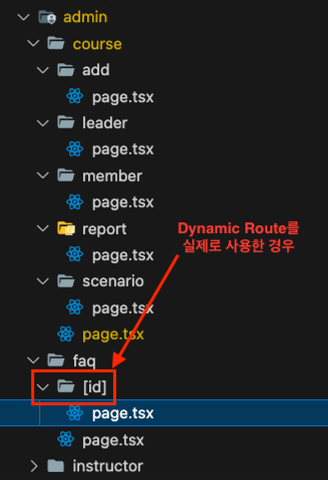 admin
course
add
page.tsx
leader
page.tsx
member
page.tsx
report
Dynamic Route를
실제로 사용한 경우
page.tsx
scenario
page.tsx
page.tsx
faq
[id]
page.tsx
page.tsx
instructor